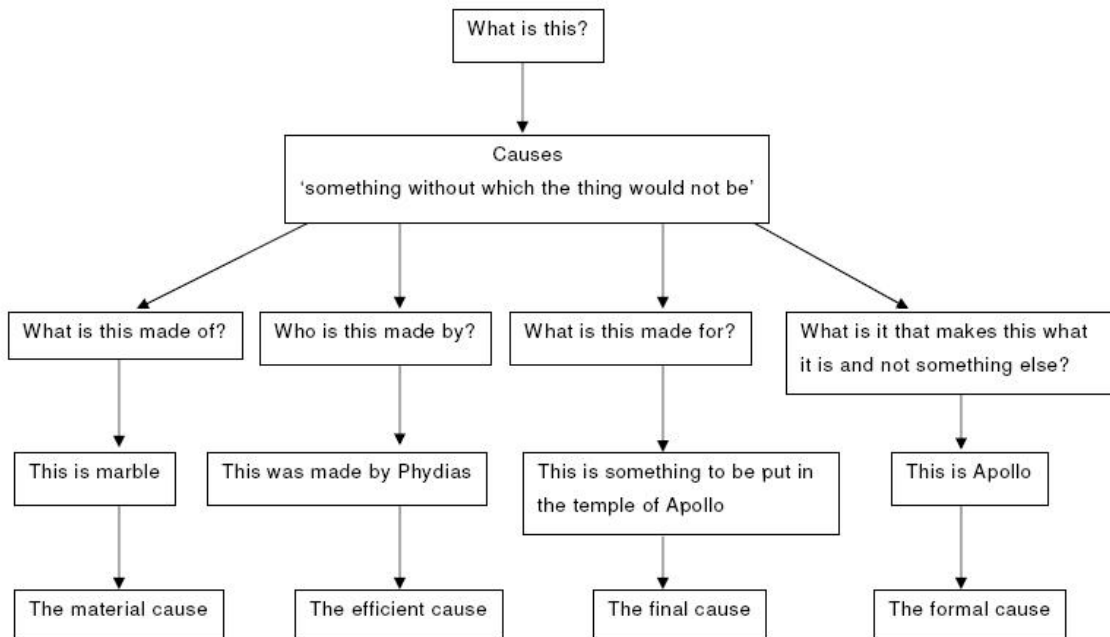 What is this?
Causes
‘something without which the thing would not be’
What is this made of?
Who is this made by?
What is this made for?
What is it that makes this what
it is and not something else?
This is marble
This was made by Phydias
This is something to be put in
the temple of Apollo
This is Apollo
The material cause
The efficient cause
The final cause
The formal cause